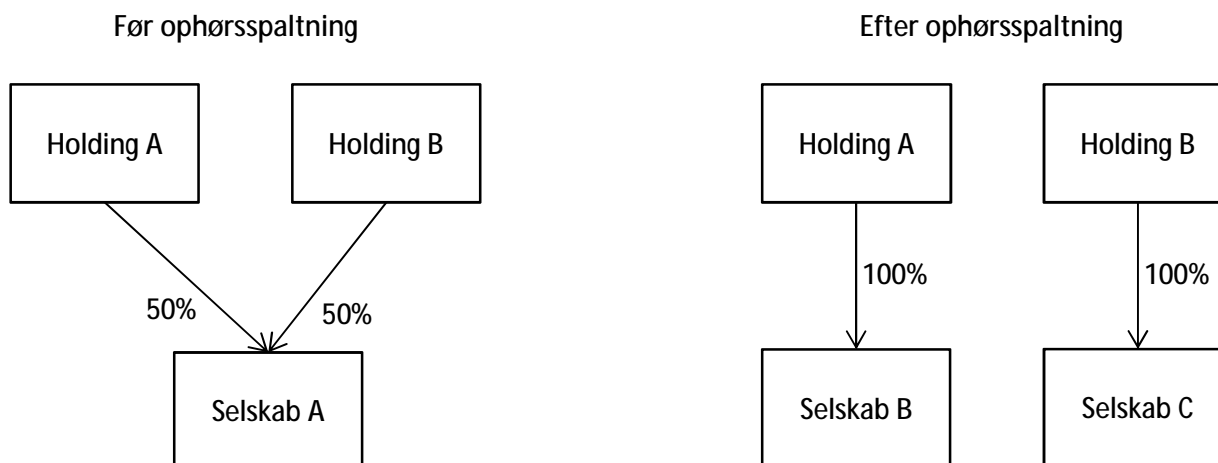 Før ophørsspaltning
Holding A
Holding B
50%
50%
Selskab A
Efter ophørsspaltning
Holding A
Holding B
100%
100%
Selskab B
Selskab C